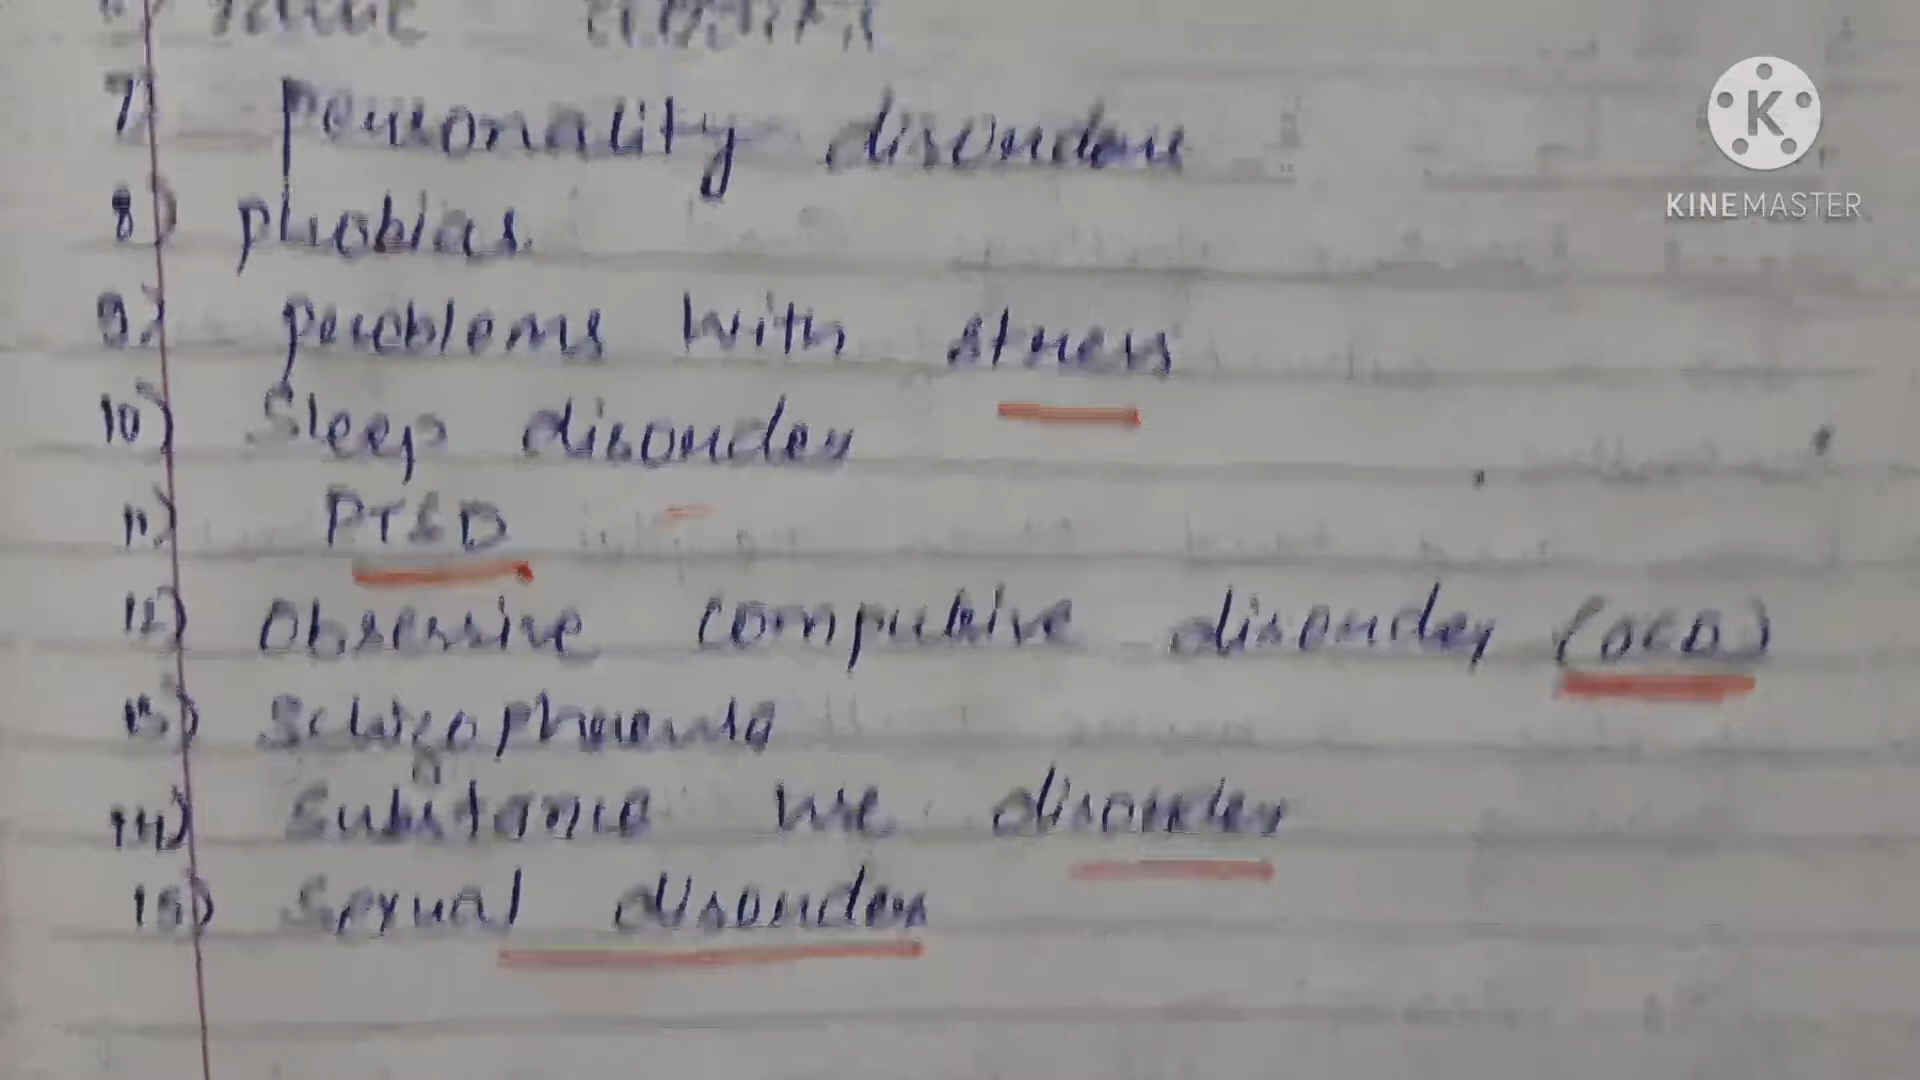 7) personality disorder
8) phobias
9) problems with stress
10) Sleep disorder
11) PTSD
12) Obsessive compulsive disorder (OCD)
13) schizophrenia
14) substance use disorder
15) Sexual disorder
K
KINEMASTER